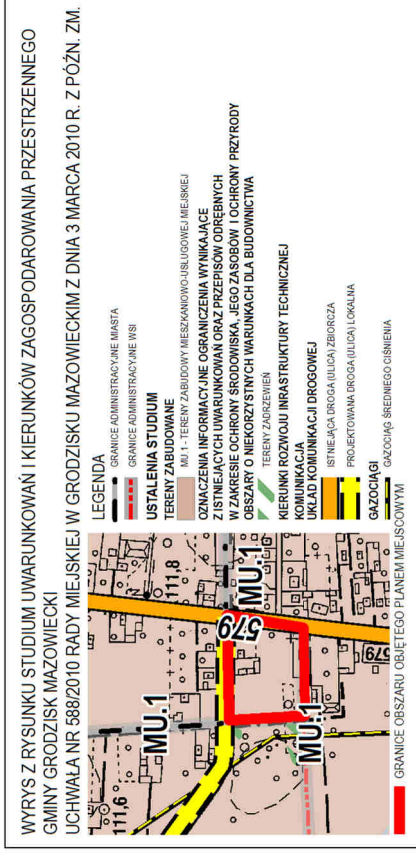 WYRYS Z RYSUNKU STUDIUM UWARUNKOWAŃ I KIERUNKÓW ZAGOSPODAROWANIA PRZESTRZENNEGO
GMINY GRODZISK MAZOWIECKI
UCHWAŁA NR 588/2010 RADY MIEJSKIEJ W GRODZISKU MAZOWIECKIM Z DNIA 3 MARCA 2010 R. Z PÓŹN. ZM.
111,6
MU.1
111,8
579
MU.1
MU.1
579
LEGENDA
GRANICE ADMINISTRACYJNE MIASTA
GRANICE ADMINISTRACYJNE WSI
USTALENIA STUDIUM
TERENY ZABUDOWANE
MU.1 - TERENY ZABUDOWY MIESZKANIOWO-USŁUGOWEJ MIEJSKIEJ
OZNACZENIA INFORMACYJNE OGRANICZENIA WYNIKAJĄCE
Z ISTNIEJĄCYCH UWARUNKOWAŃ ORAZ PRZEPISÓW ODRĘBNYCH
W ZAKRESIE OCHRONY ŚRODOWISKA, JEGO ZASOBÓW I OCHRONY PRZYRODY
OBSZARY O NIEKORZYSTNYCH WARUNKACH DLA BUDOWNICTWA
TERENY ZADRZEWIEŃ
KIERUNKI ROZWOJU INRASTRUKTURY TECHNICZNEJ
KOMUNIKACJA
UKŁAD KOMUNIKACJI DROGOWEJ
ISTNIEJĄCA DROGA (ULICA) ZBIORCZA
PROJEKTOWANA DROGA (ULICA) LOKALNA
GAZOCIĄGI
GAZOCIĄG ŚREDNIEGO CIŚNIENIA
GRANICE OBSZARU OBJĘTEGO PLANEM MIEJSCOWYM